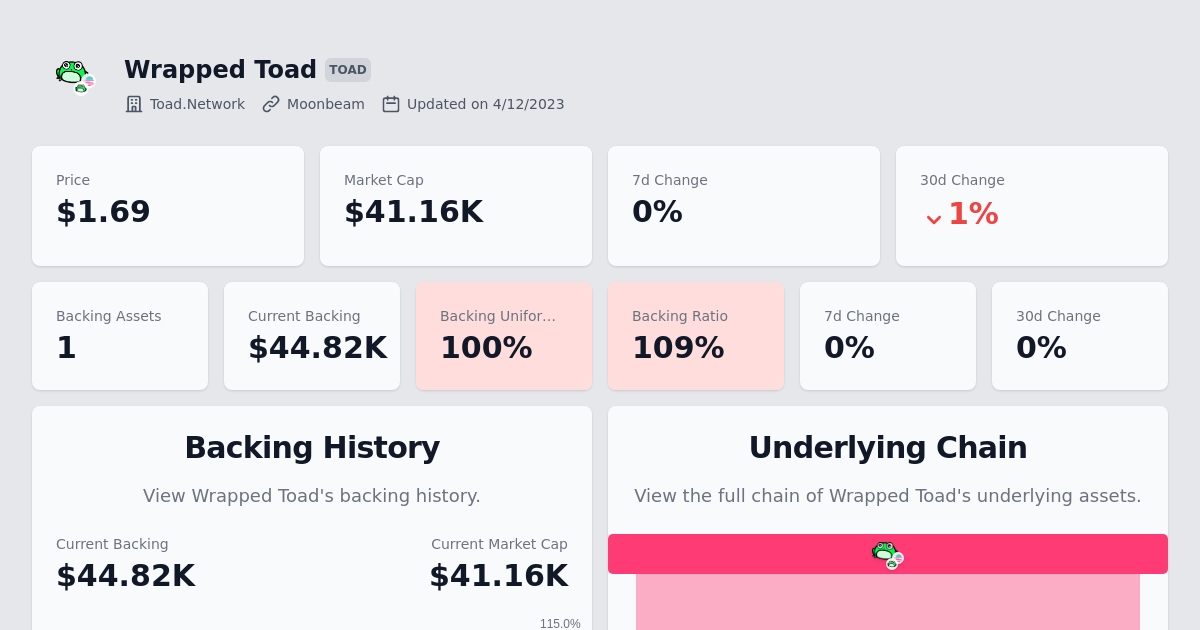 Wrapped Toad TOAD
Toad.Network Moonbeam Updated on 4/12/2023
Price
$1.69
Market Cap
$41.16K
7d Change
0%
30d Change
1%
Backing Assets
1
Current Backing
$44.82K
Backing Unifor...
100%
Backing Ratio
109%
7d Change
0%
30d Change
0%
Backing History
View Wrapped Toad's backing history.
Current Backing
$44.82K
Current Market Cap
$41.16K
115.0%
Underlying Chain
View the full chain of Wrapped Toad's underlying assets.